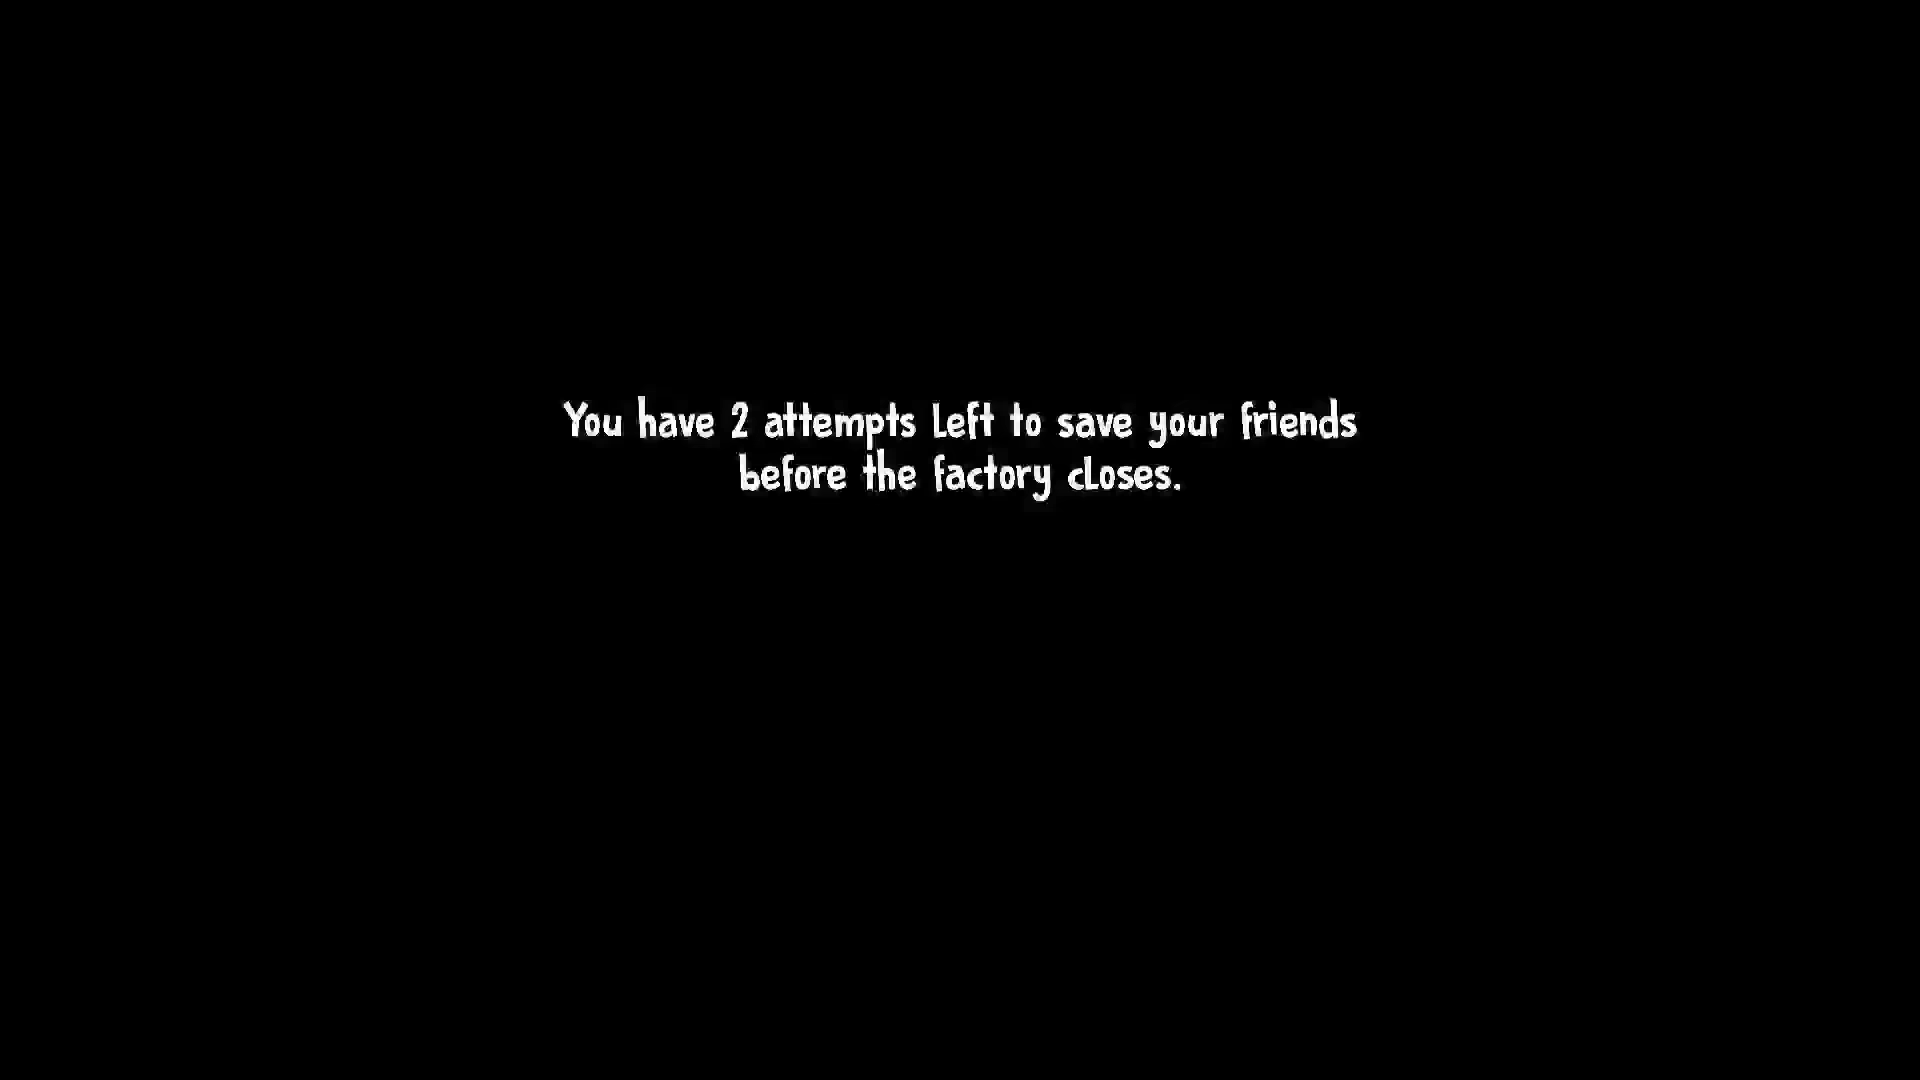 You have 2 attempts left to save your friends
before the factory closes.